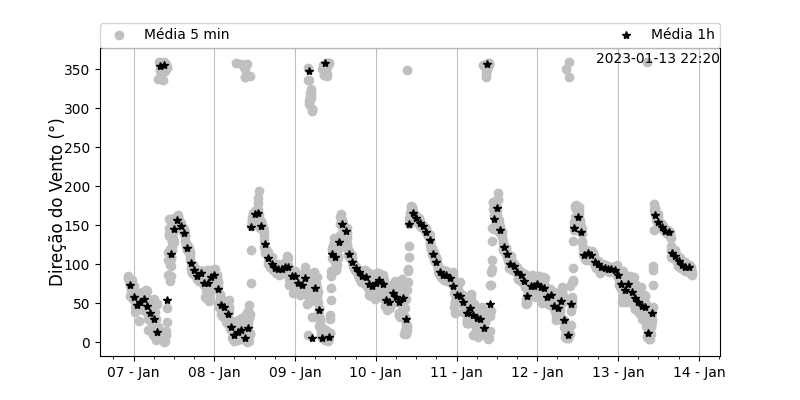 Média 5 min
Média 1h
2023-01-13 22:20
Direção do Vento (°)
350
300
250
200
150
100
50
0
07 - Jan
08 - Jan
09 - Jan
10 - Jan
11 - Jan
12 - Jan
13 - Jan
14 - Jan